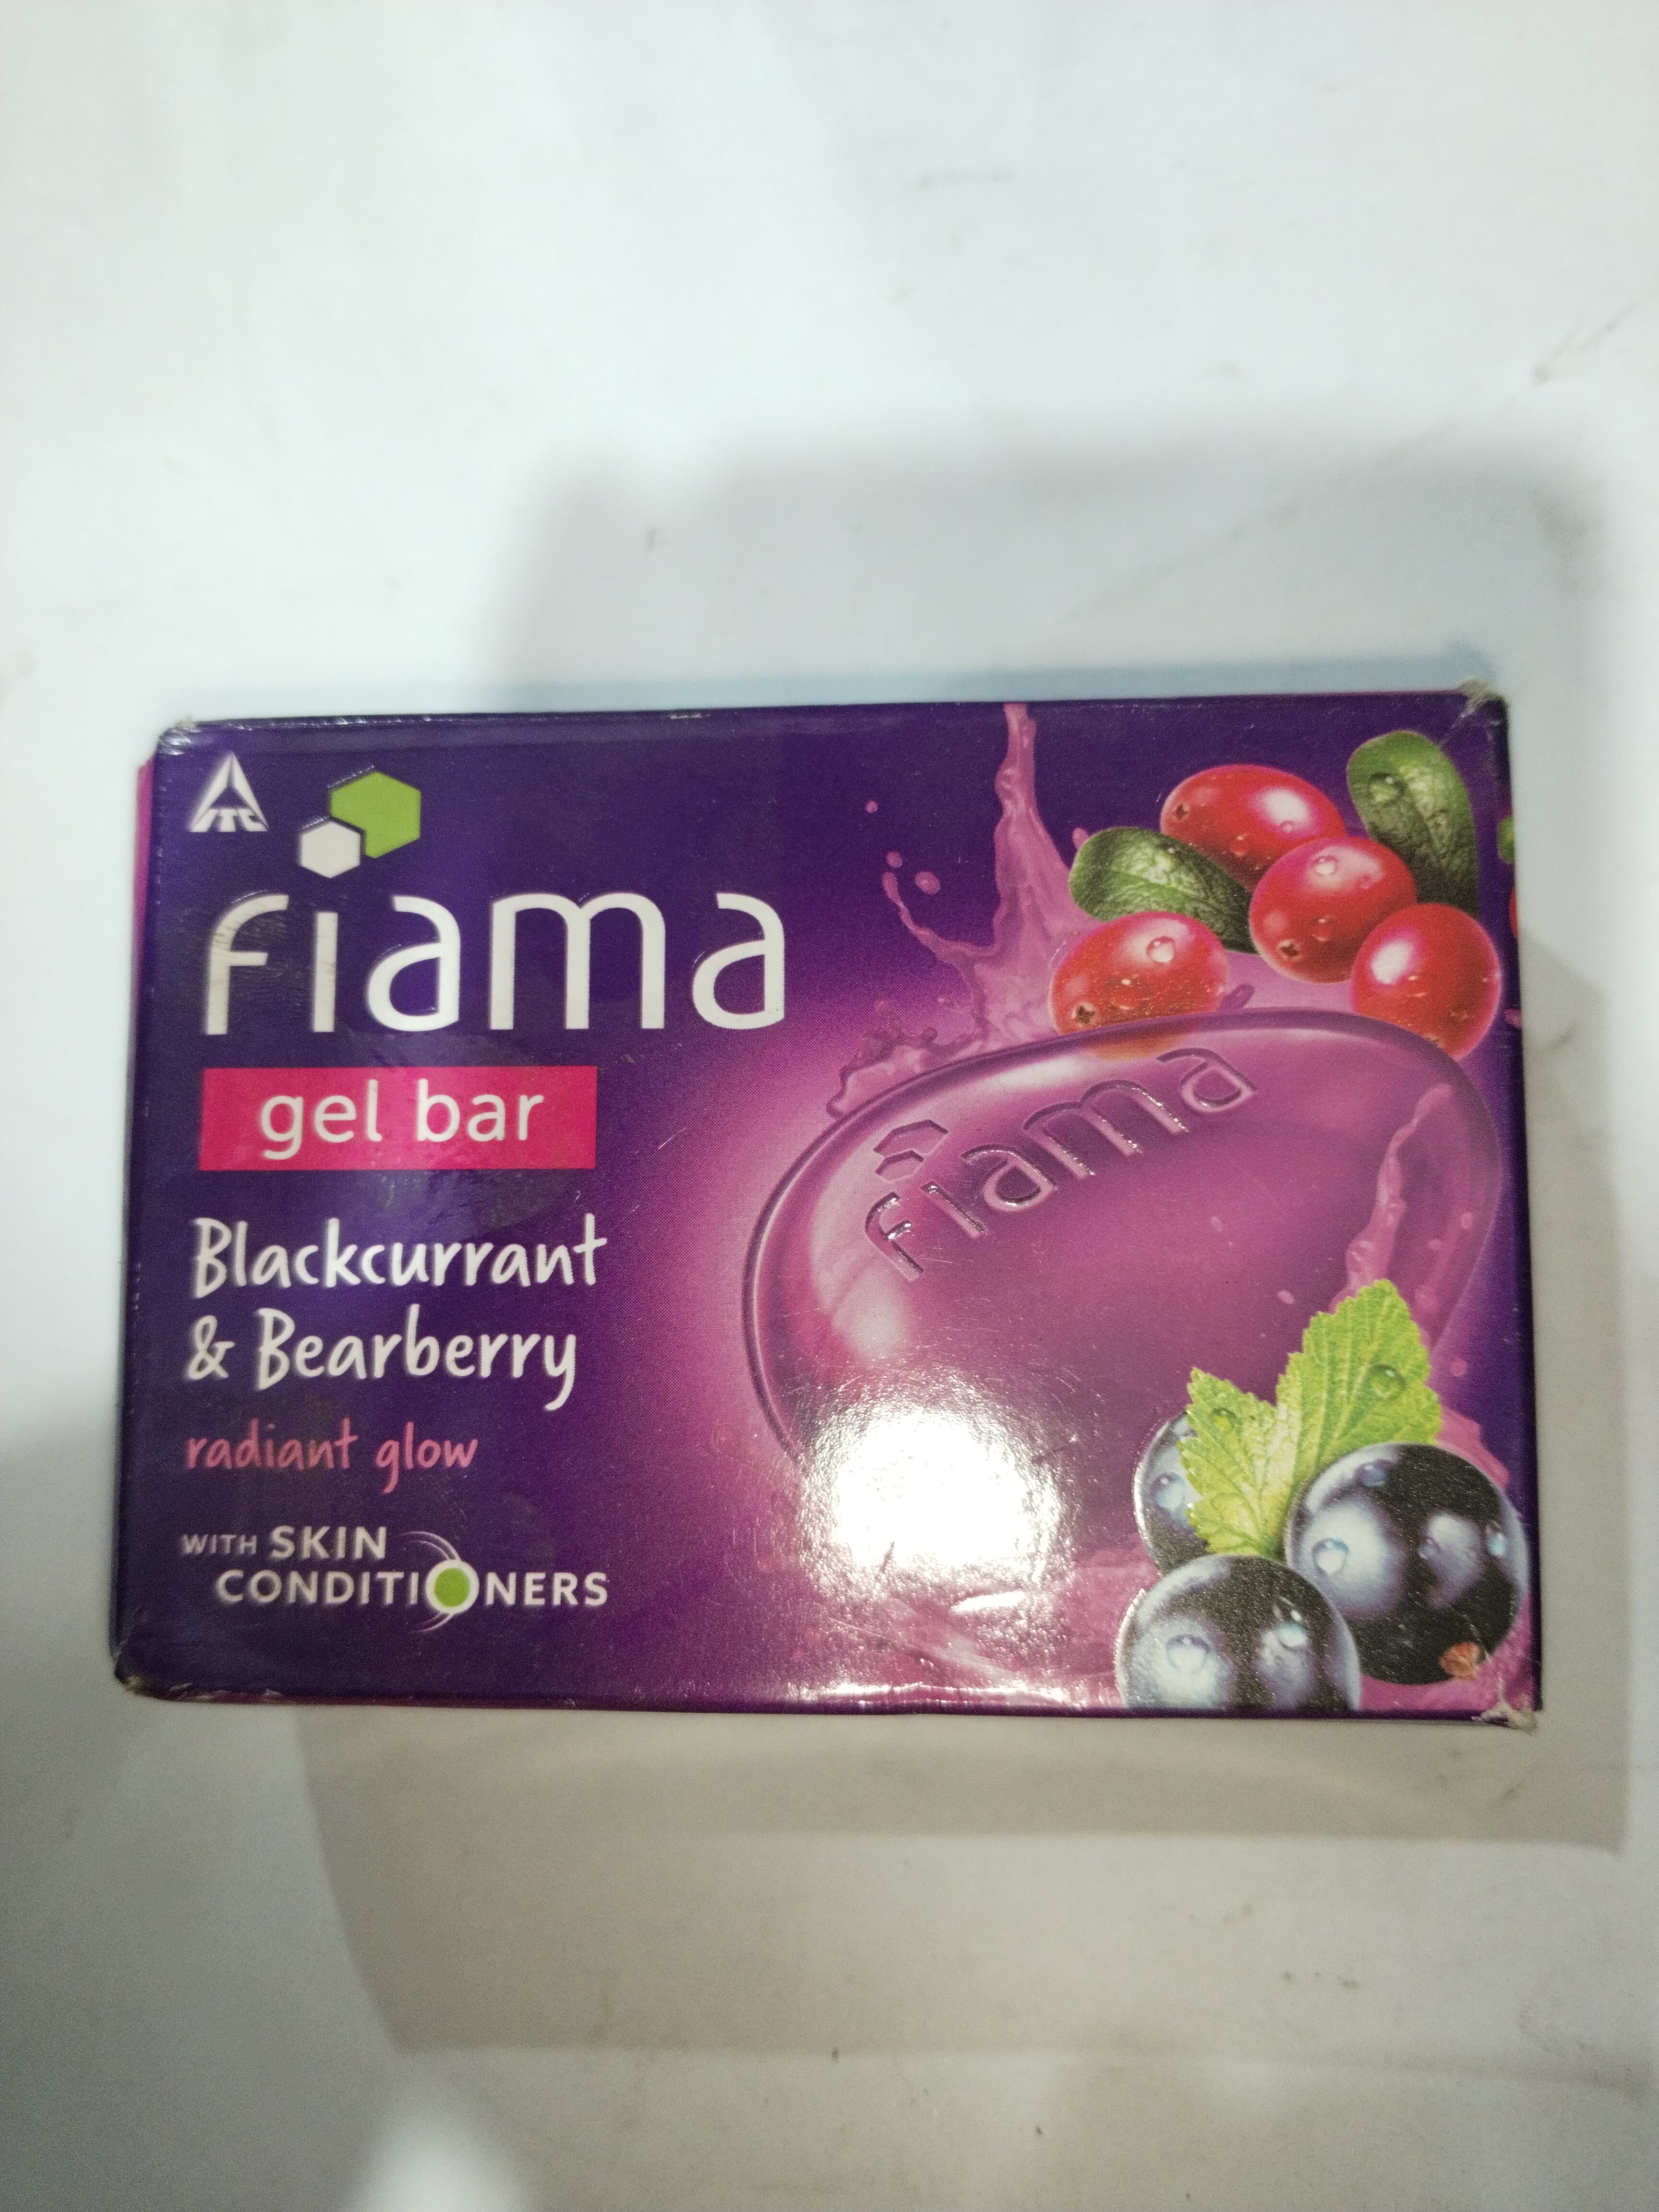 ITC
fiama
gel bar
Blackcurrant
& Bearberry
radiant glow
WITH SKIN
CONDITIONERS
fiama